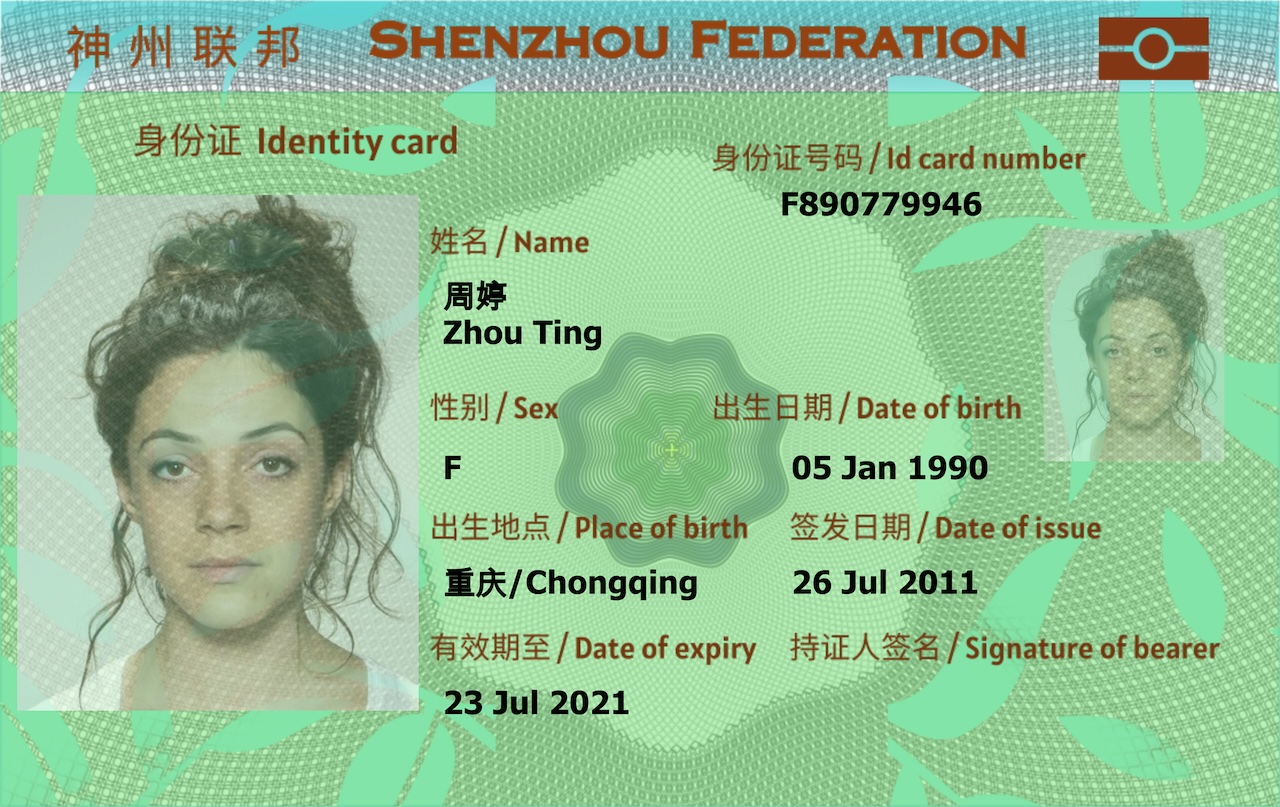 神州联邦 SHENZHOU FEDERATION
身份证 Identity card
身份证号码 / Id card number
F890779946
姓名 / Name
周婷
Zhou Ting
性别 / Sex
出生日期 / Date of birth
F
05 Jan 1990
出生地点 / Place of birth
签发日期 / Date of issue
重庆/Chongqing
26 Jul 2011
有效期至 / Date of expiry
持证人签名 / Signature of bearer
23 Jul 2021